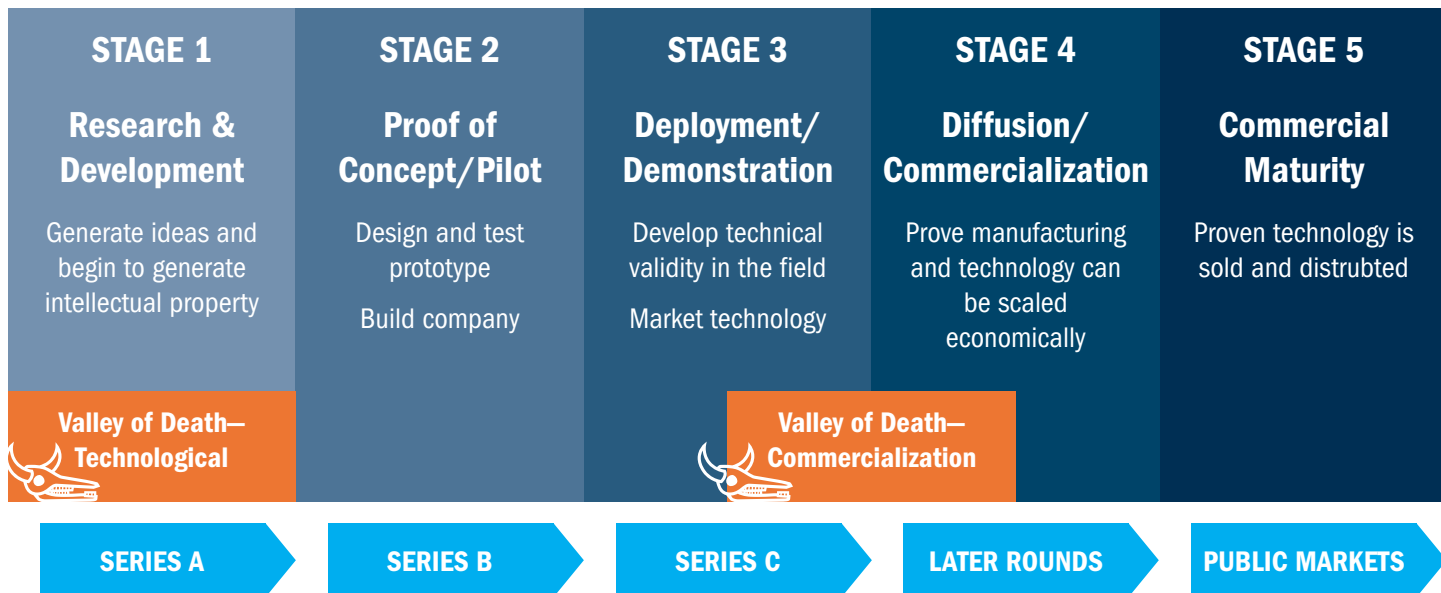 STAGE 1
Research &
Development
Generate ideas and
begin to generate
intellectual property
STAGE 2
Proof of
Concept/Pilot
Design and test
prototype
Build company
STAGE 3
Deployment/
Demonstration
Develop technical
validity in the field
Market technology
STAGE 4
Diffusion/
Commercialization
Prove manufacturing
and technology can
be scaled
economically
STAGE 5
Commercial
Maturity
Proven technology is
sold and distrubted
Valley of Death—
Technological
Valley of Death—
Commercialization
SERIES A
SERIES B
SERIES C
LATER ROUNDS
PUBLIC MARKETS